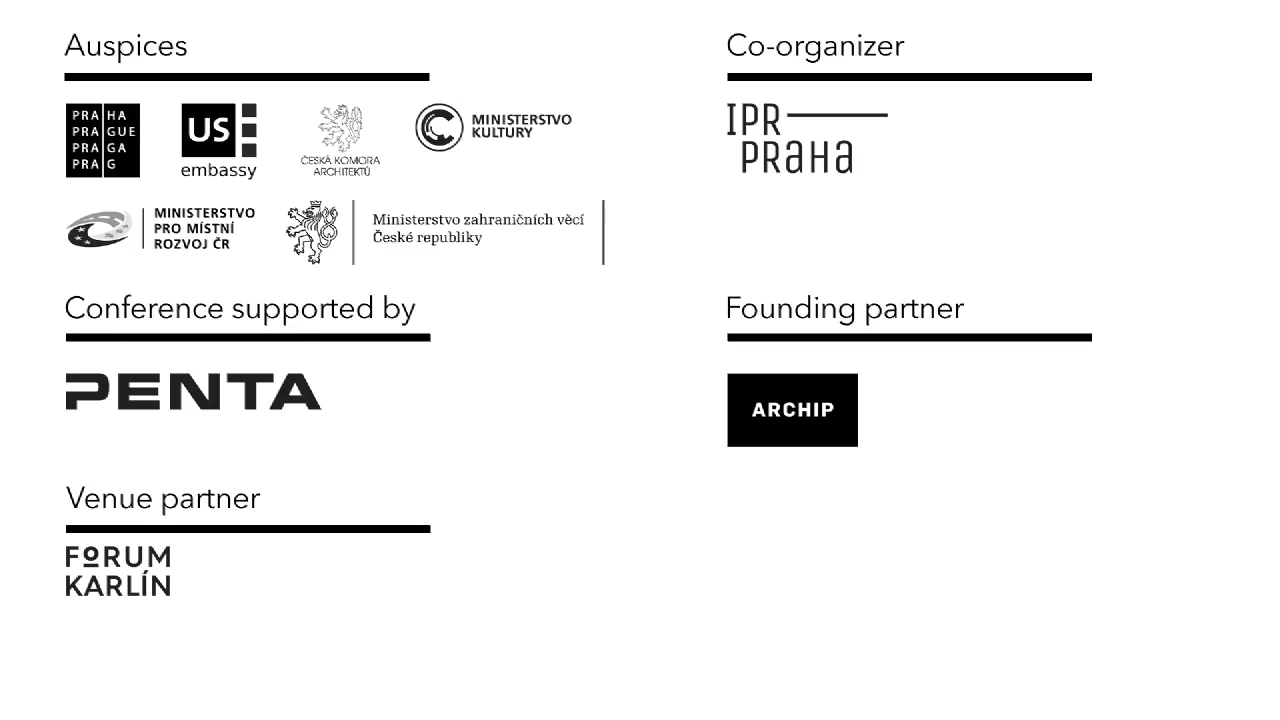 Auspices
PRA HA
PRA GUE
PRA GA
PRA G
US
embassy
ČESKÁ KOMORA
ARCHITEKTŮ
MINISTERSTVO
KULTURY
MINISTERSTVO
PRO MÍSTNÍ
ROZVOJ ČR
Ministerstvo zahraničních věcí
České republiky
Co-organizer
IPR
PRAHA
Conference supported by
PENTA
Founding partner
ARCHIP
Venue partner
FORUM
KARLÍN